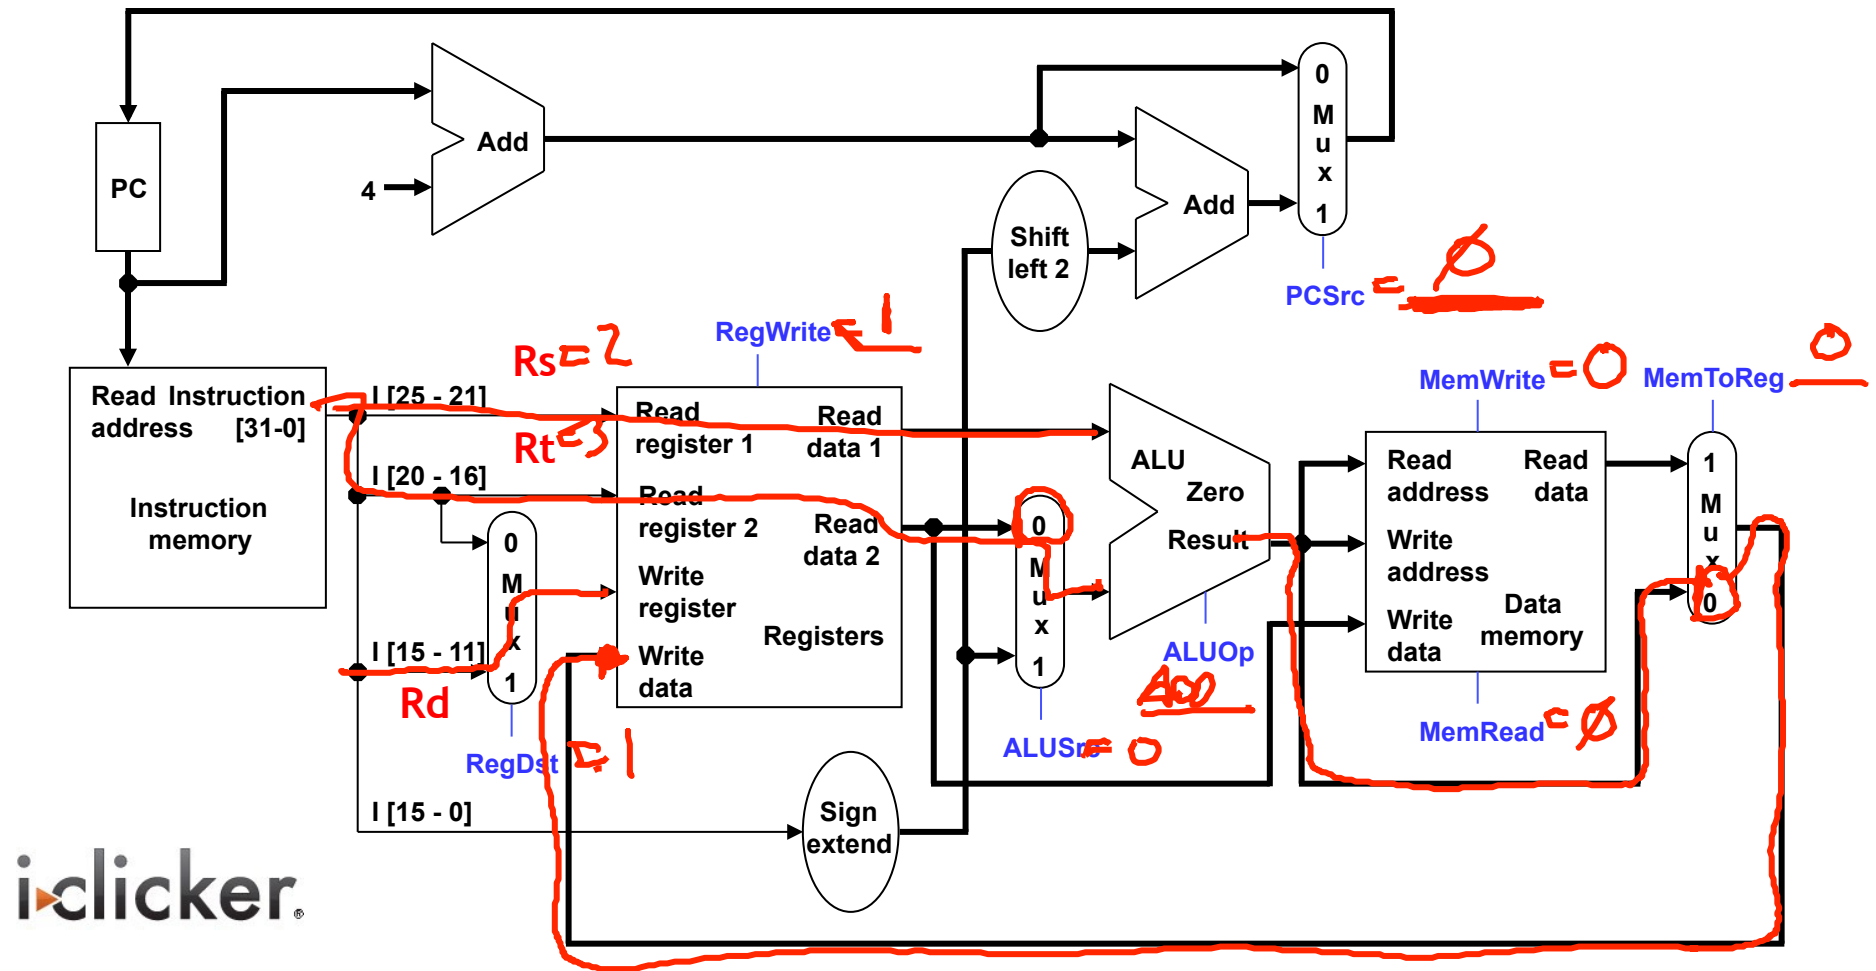 0
M
u
x
1
Add
PC
4
Add
Shift
left 2
PCSrc = 0
RegWrite = 1
Rs = 2
MemWrite = 0
MemToReg 0
Read Instruction
address [31-0]
Instruction
memory
I [25 - 21]
Rt = 3
I [20 - 16]
I [15 - 11]
Rd
I [15 - 0]
0
M
u
x
1
RegDst = 1
Read
register 1
Read
data 1
Read
register 2
Read
data 2
Write
register
Write
data
Registers
0
M
u
x
1
ALUSrc = 0
ALU
Zero
Result
ALUOp
ADD
Read
address
Read
data
Write
address
Write
data
Data
memory
MemRead = 0
1
M
u
x
0
Sign
extend
i clicker ®